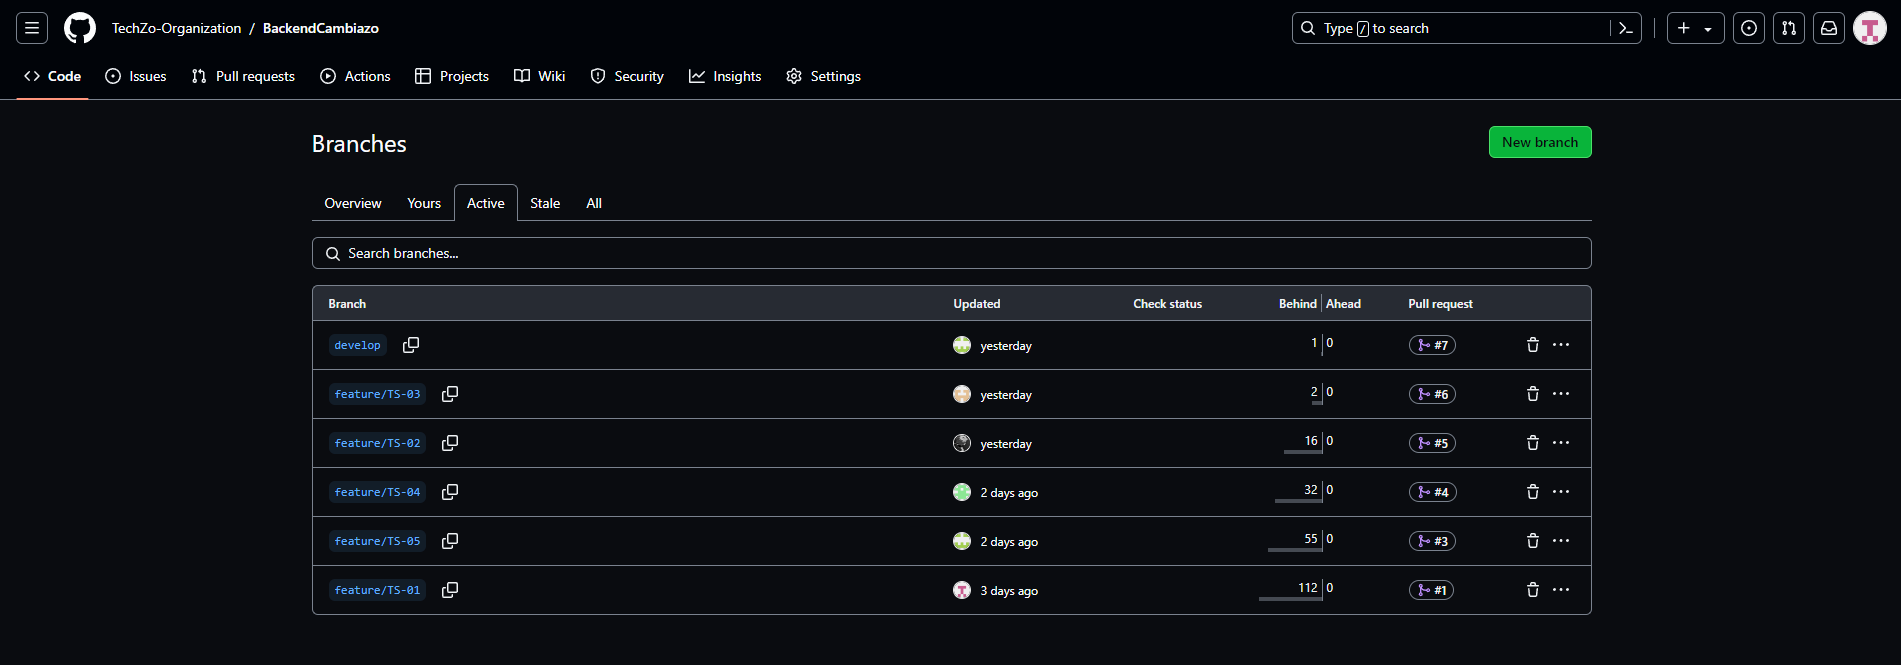 TechZo-Organization / BackendCambiazo
Type / to search
Code Issues Pull requests Actions Projects Wiki Security Insights Settings
Branches
New branch
Overview Yours Active Stale All
Search branches...
Branch Updated Check status Behind Ahead Pull request
develop yesterday 1 0 #7
feature/TS-03 yesterday 2 0 #6
feature/TS-02 yesterday 16 0 #5
feature/TS-04 2 days ago 32 0 #4
feature/TS-05 2 days ago 55 0 #3
feature/TS-01 3 days ago 112 0 #1